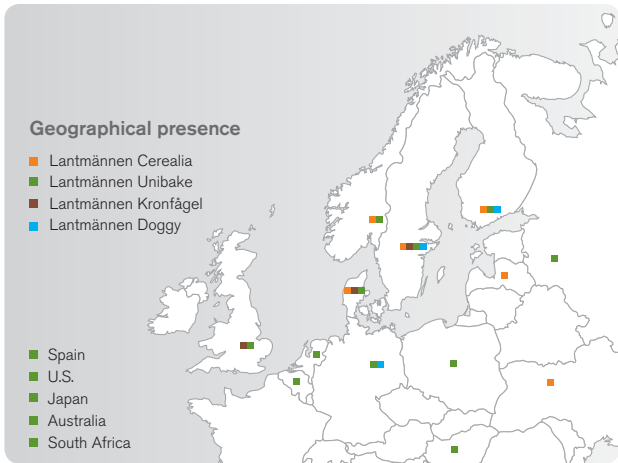 Geographical presence
Lantmännen Cerealia
Lantmännen Unibake
Lantmännen Kronfågel
Lantmännen Doggy
Spain
U.S.
Japan
Australia
South Africa